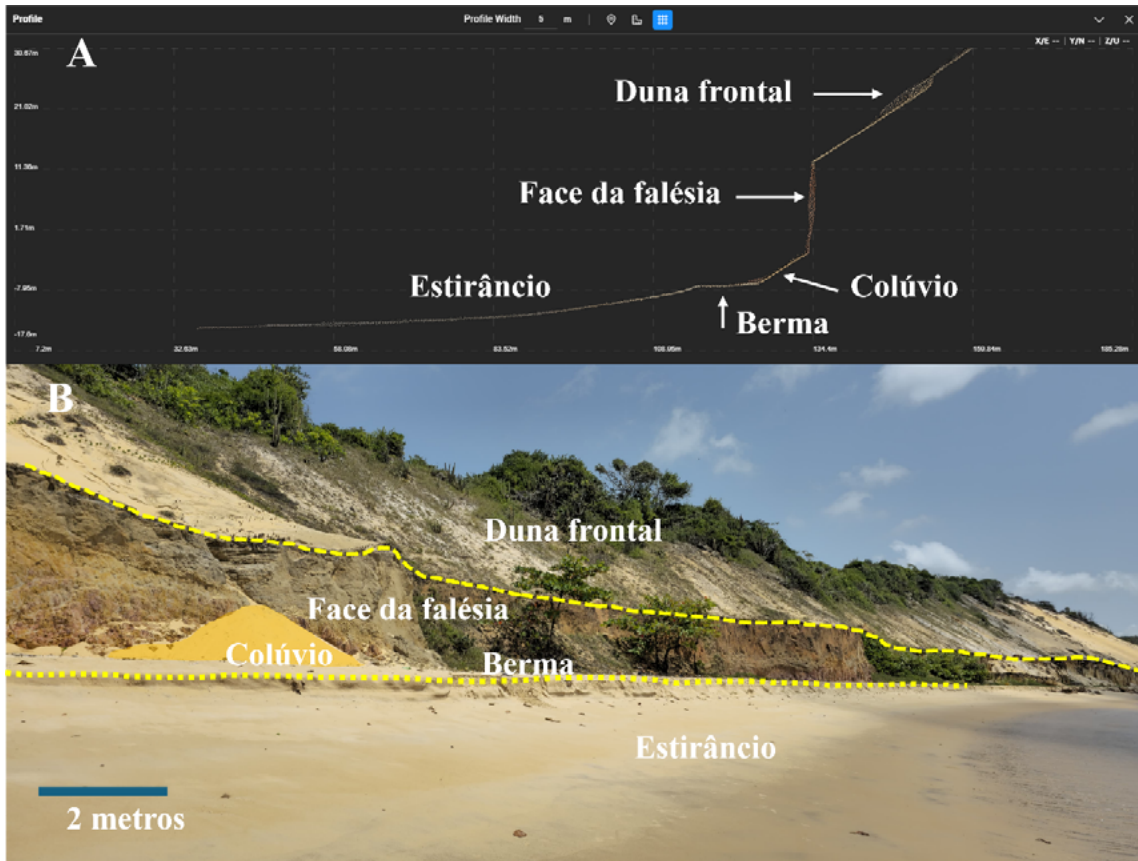 Profile
Profile Width 5 m
X/E -- | Y/N -- | Z/U --
A
30.67m
Duna frontal
21.02m
11.36m
Face da falésia
1.71m
Estirâncio
-7.95m
Colúvio
Berma
-17.6m
7.2m 32.63m 58.08m 83.52m 108.95m 134.4m 159.84m 185.28m
B
Duna frontal
Face da falésia
Colúvio
Berma
Estirâncio
2 metros